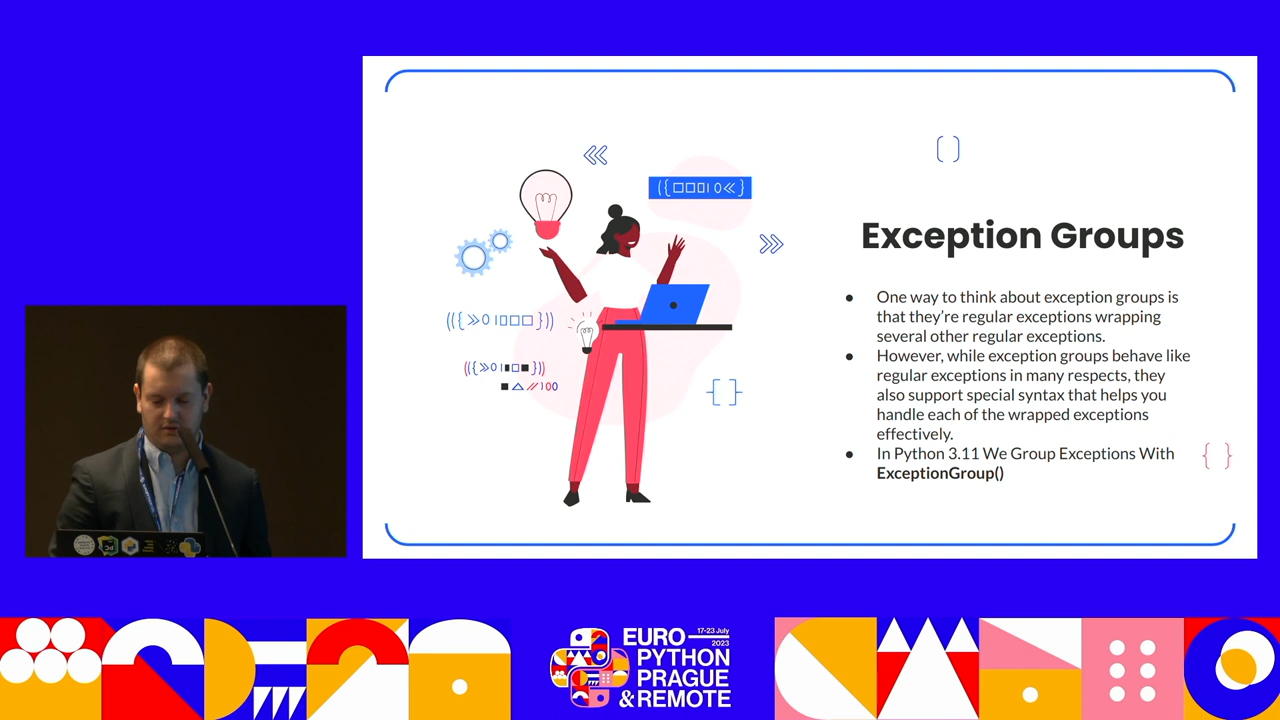 Exception Groups
● One way to think about exception groups is
that they’re regular exceptions wrapping
several other regular exceptions.
● However, while exception groups behave like
regular exceptions in many respects, they
also support special syntax that helps you
handle each of the wrapped exceptions
effectively.
● In Python 3.11 We Group Exceptions With
ExceptionGroup()
EURO 17-23 July
2023
PYTHON
PRAGUE
& REMOTE